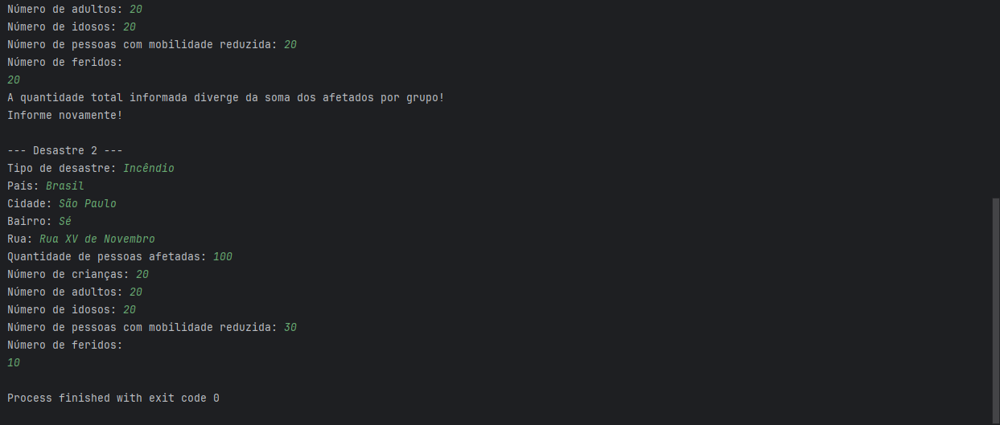 Número de adultos: 20
Número de idosos: 20
Número de pessoas com mobilidade reduzida: 20
Número de feridos:
20
A quantidade total informada diverge da soma dos afetados por grupo!
Informe novamente!
--- Desastre 2 ---
Tipo de desastre: Incêndio
País: Brasil
Cidade: São Paulo
Bairro: Sé
Rua: Rua XV de Novembro
Quantidade de pessoas afetadas: 100
Número de crianças: 20
Número de adultos: 20
Número de idosos: 20
Número de pessoas com mobilidade reduzida: 30
Número de feridos:
10
Process finished with exit code 0